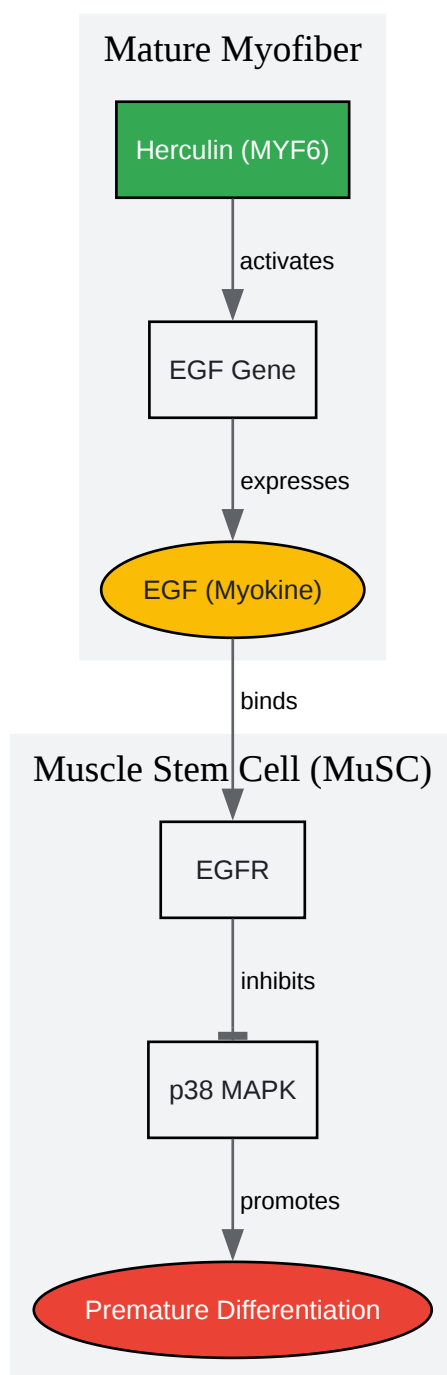 Mature Myofiber
Herculin (MYF6)
activates
EGF Gene
expresses
EGF (Myokine)
binds
Muscle Stem Cell (MuSC)
EGFR
inhibits
p38 MAPK
promotes
Premature Differentiation